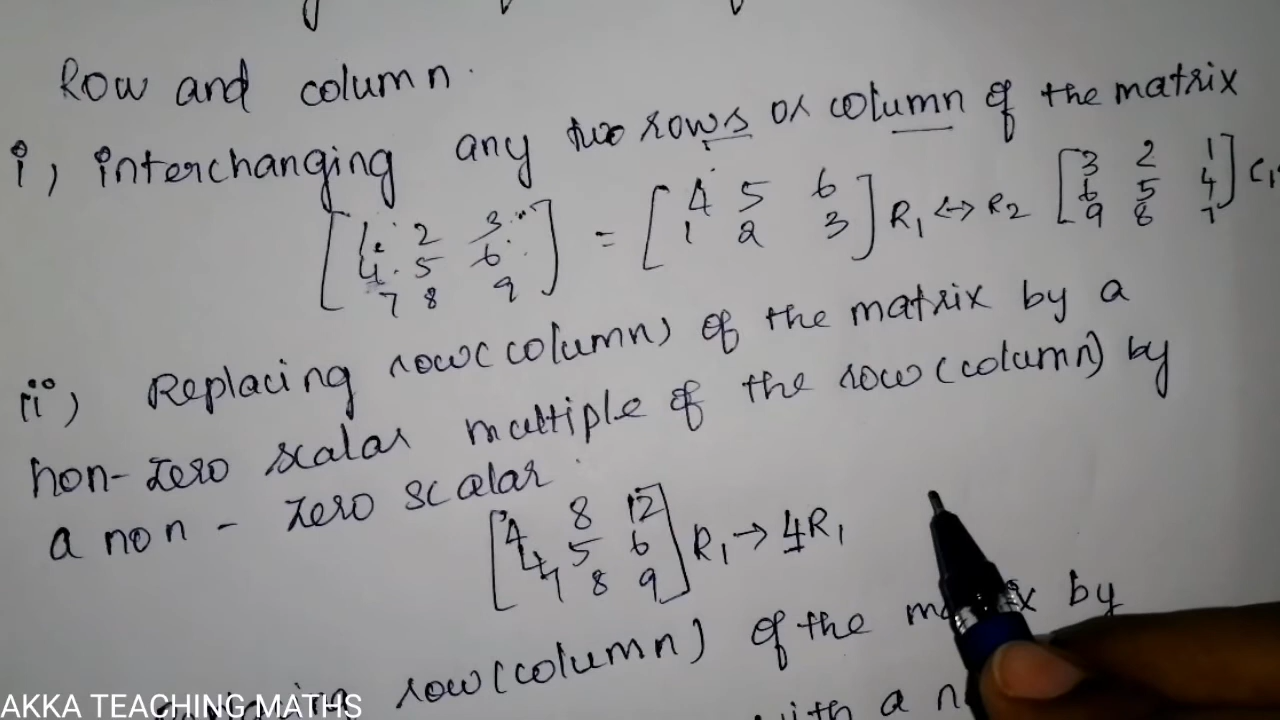 Row and column.
i, interchanging any two rows or column of the matrix
[1 2 3 = [4 5 6 ] R1 ↔ R2 [3 2 1] C1
4 5 6 1 2 3 6 5 4
7 8 9] 9 8 7
ii) Replacing row(column) of the matrix by a
non-zero scalar multiple of the row(column) by
a non - zero scalar.
[4 8 12
4 5 6 ] R1 → 4R1
7 8 9
row(column) of the matrix by
with a n
AKKA TEACHING MATHS